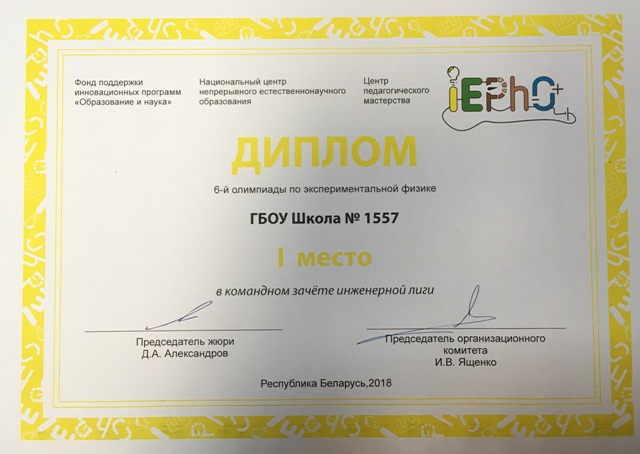 Фонд поддержки
инновационных программ
«Образование и наука»
Национальный центр
непрерывного естественнонаучного
образования
Центр
педагогического
мастерства
iEPhO
ДИПЛОМ
6-й олимпиады по экспериментальной физике
ГБОУ Школа № 1557
I место
в командном зачёте инженерной лиги
Председатель жюри
Д.А. Александров
Председатель организационного
комитета
И.В. Ященко
Республика Беларусь,2018